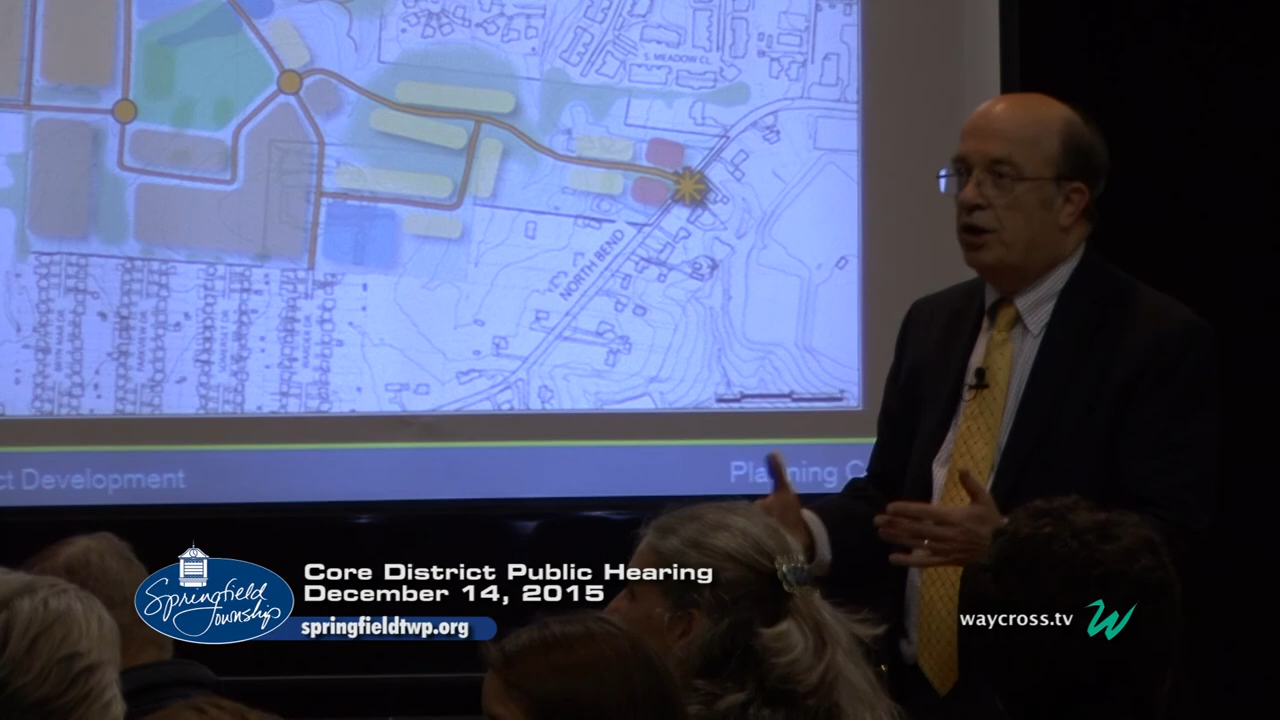 S. MEADOW CL.
NORTH BEND
ct Development
Planning C
Springfield
Township
Core District Public Hearing
December 14, 2015
springfieldtwp.org
waycross.tv